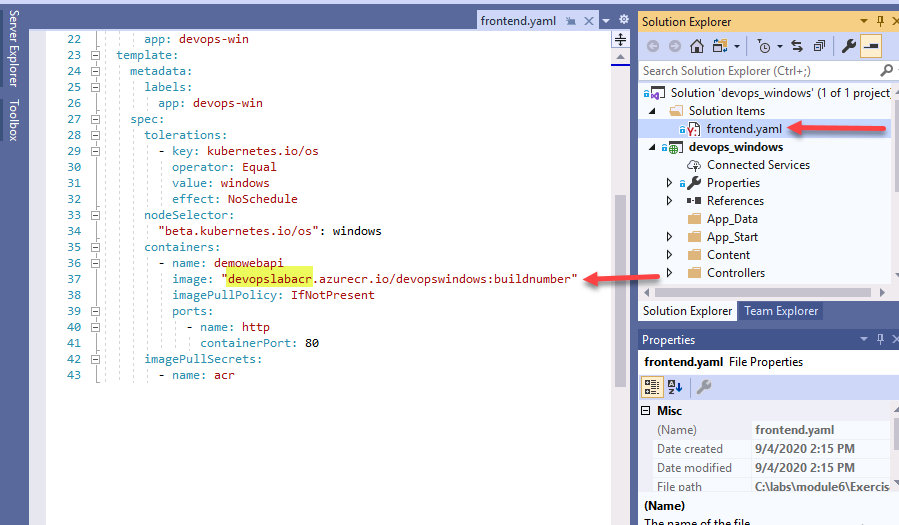 Server Explorer
Toolbox
frontend.yaml
22 app: devops-win
23 template:
24 metadata:
25 labels:
26 app: devops-win
27 spec:
28 tolerations:
29 - key: kubernetes.io/os
30 operator: Equal
31 value: windows
32 effect: NoSchedule
33 nodeSelector:
34 "beta.kubernetes.io/os": windows
35 containers:
36 - name: demowebapi
37 image: "devopslabacr.azurecr.io/devopswindows:buildnumber"
38 imagePullPolicy: IfNotPresent
39 ports:
40 - name: http
41 containerPort: 80
42 imagePullSecrets:
43 - name: acr
Solution Explorer
Search Solution Explorer (Ctrl+;)
Solution 'devops_windows' (1 of 1 project
Solution Items
frontend.yaml
devops_windows
Connected Services
Properties
References
App_Data
App_Start
Content
Controllers
Solution Explorer Team Explorer
Properties
frontend.yaml File Properties
Misc
(Name) frontend.yaml
Date created 9/4/2020 2:15 PM
Date modified 9/4/2020 2:15 PM
File path C:\labs\module6\Exercis
(Name)
The name of the file